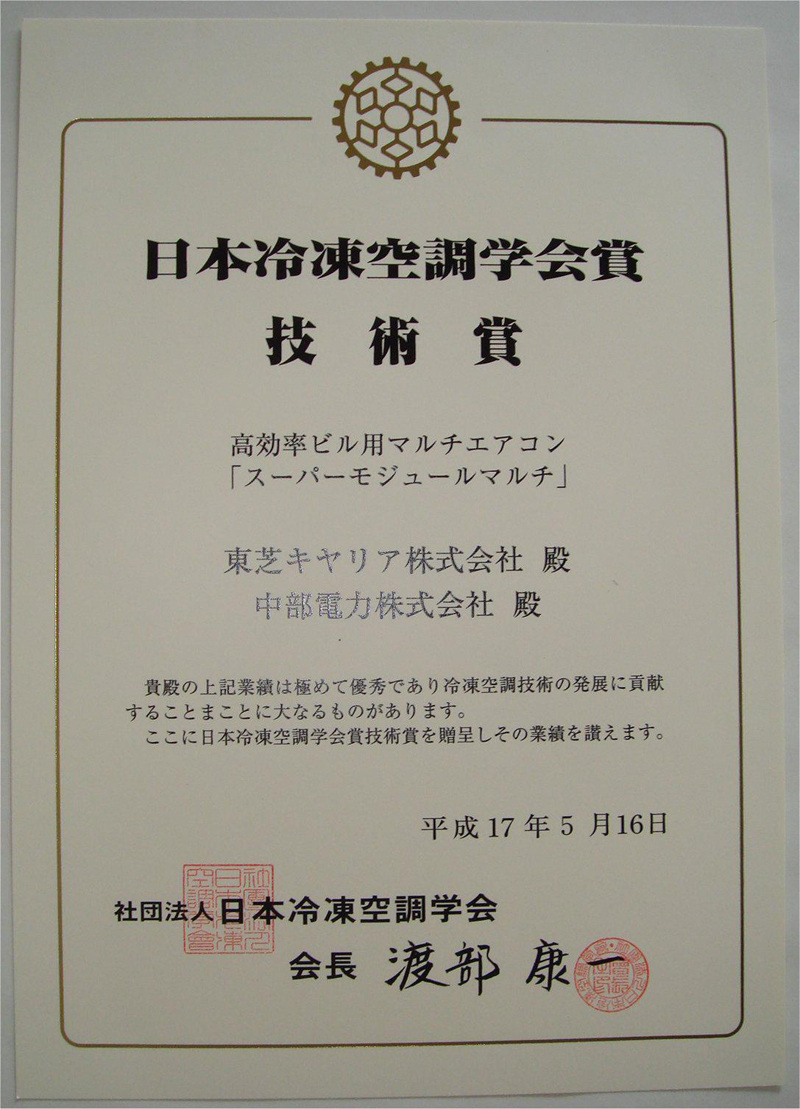 日本冷凍空調学会賞
技術賞
高効率ビル用マルチエアコン
「スーパーモジュールマルチ」
東芝キヤリア株式会社 殿
中部電力株式会社 殿
貴殿の上記業績は極めて優秀であり冷凍空調技術の発展に貢献
することまことに大なるものがあります。
ここに日本冷凍空調学会賞技術賞を贈呈しその業績を讃えます。
平成17年5月16日
社団法人日本冷凍空調学会
会長 渡部 康一